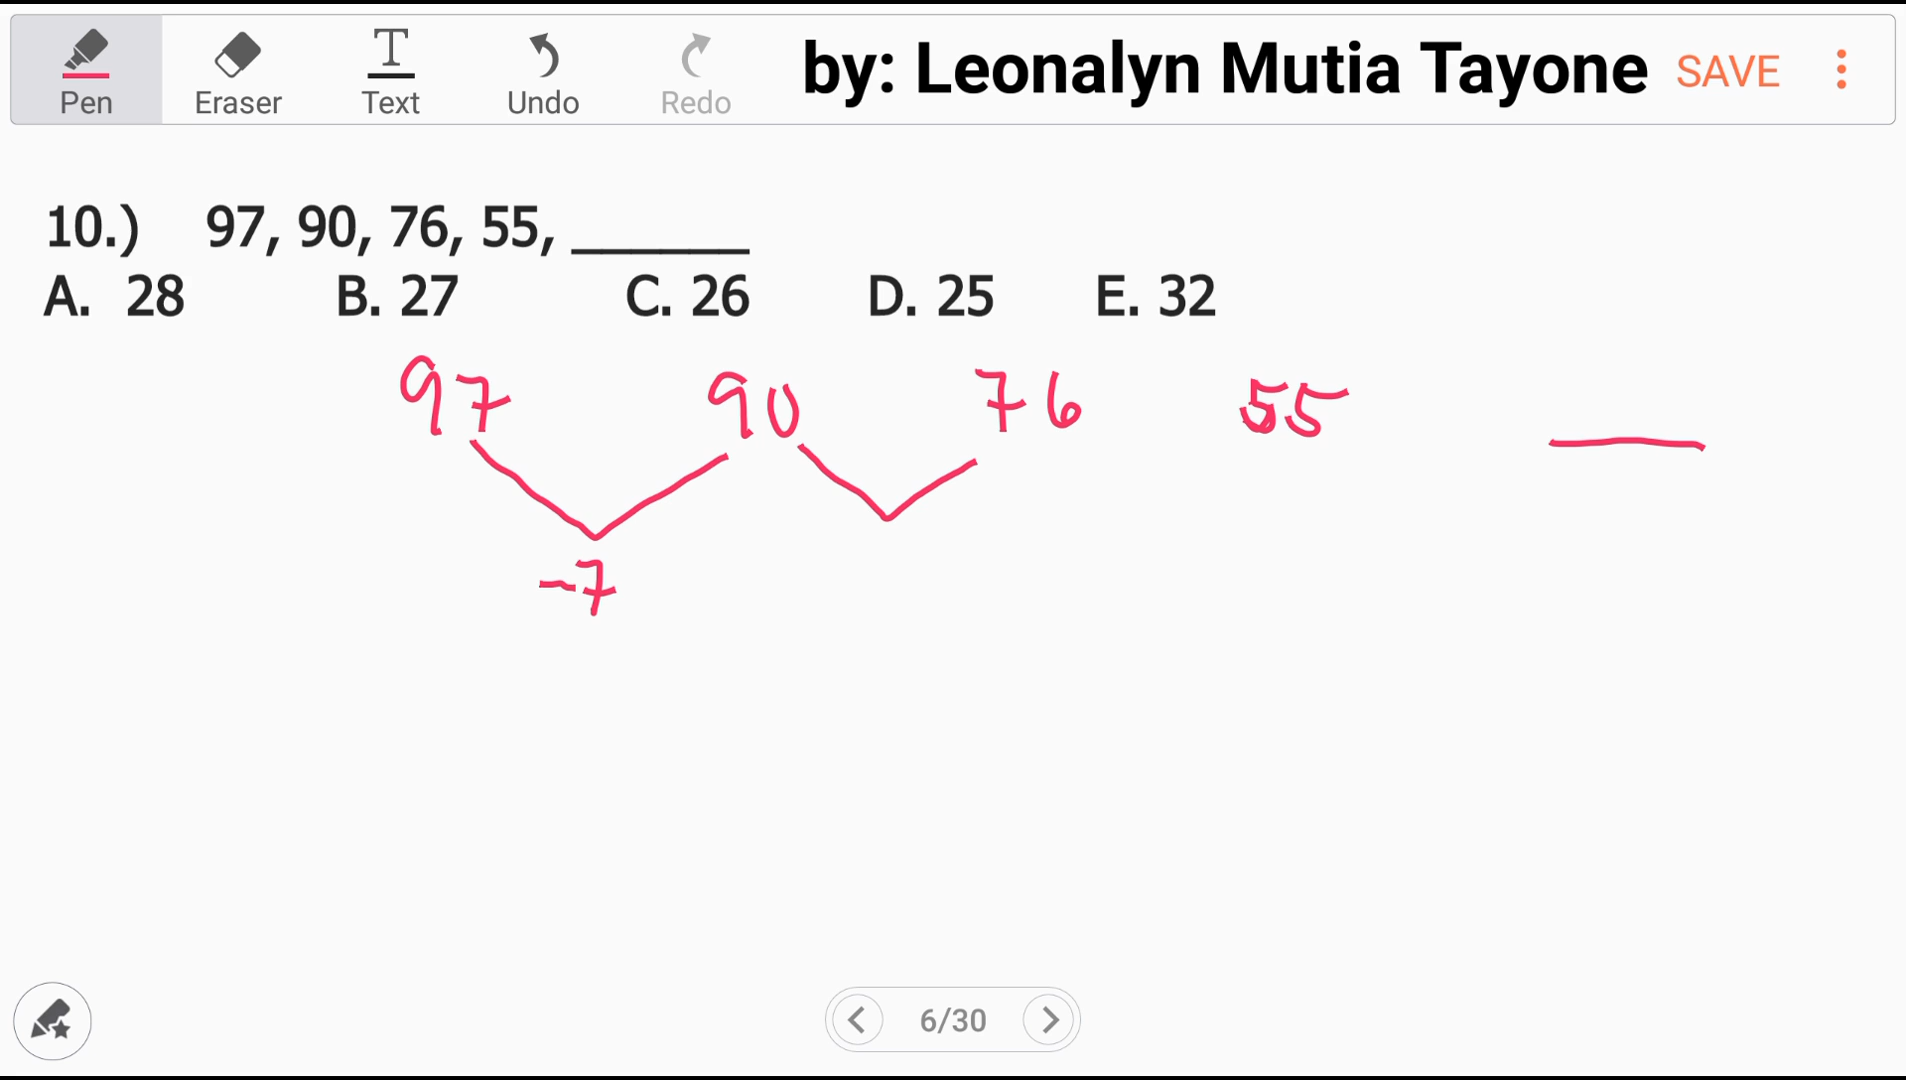 Pen Eraser Text Undo Redo by: Leonalyn Mutia Tayone SAVE
10.) 97, 90, 76, 55, ______
A. 28 B. 27 C. 26 D. 25 E. 32
97 90 76 55 ___
-7
6/30